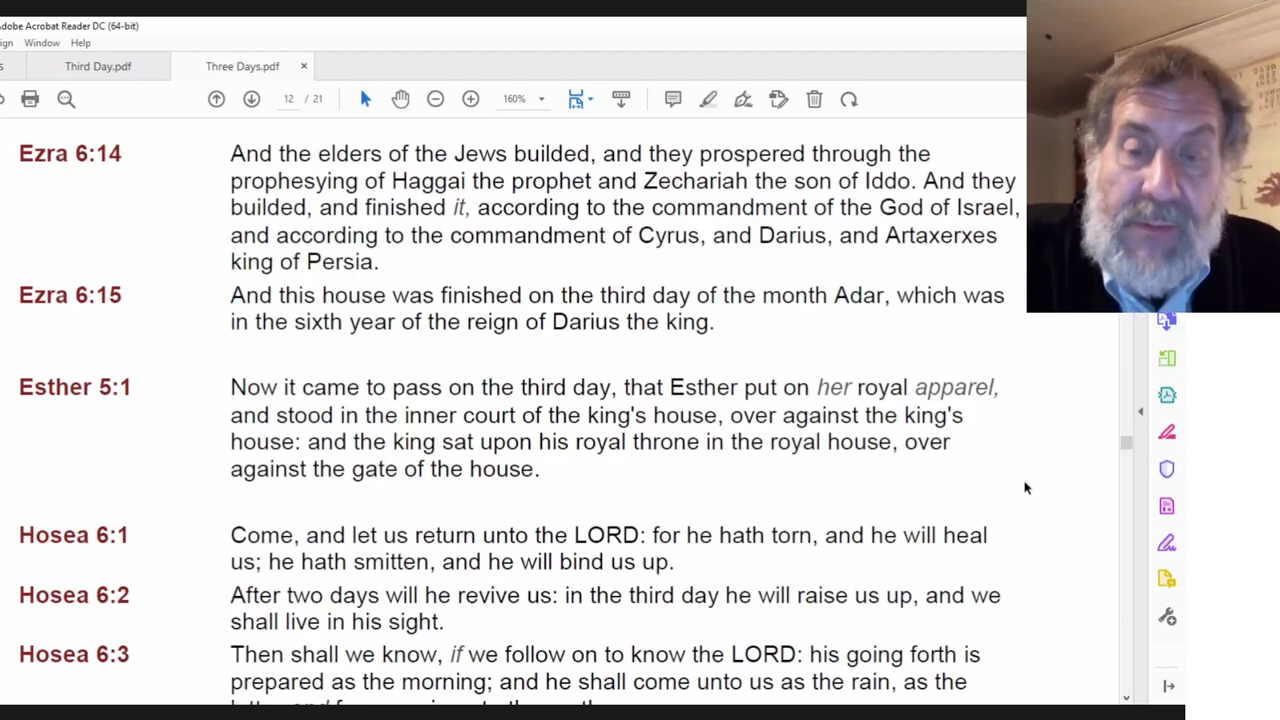 Adobe Acrobat Reader DC (64-bit)
Window Help
Third Day.pdf Three Days.pdf ×
12 / 21 160%
Ezra 6:14 And the elders of the Jews builded, and they prospered through the
prophesying of Haggai the prophet and Zechariah the son of Iddo. And they
builded, and finished it, according to the commandment of the God of Israel,
and according to the commandment of Cyrus, and Darius, and Artaxerxes
king of Persia.
Ezra 6:15 And this house was finished on the third day of the month Adar, which was
in the sixth year of the reign of Darius the king.
Esther 5:1 Now it came to pass on the third day, that Esther put on her royal apparel,
and stood in the inner court of the king's house, over against the king's
house: and the king sat upon his royal throne in the royal house, over
against the gate of the house.
Hosea 6:1 Come, and let us return unto the LORD: for he hath torn, and he will heal
us; he hath smitten, and he will bind us up.
Hosea 6:2 After two days will he revive us: in the third day he will raise us up, and we
shall live in his sight.
Hosea 6:3 Then shall we know, if we follow on to know the LORD: his going forth is
prepared as the morning; and he shall come unto us as the rain, as the